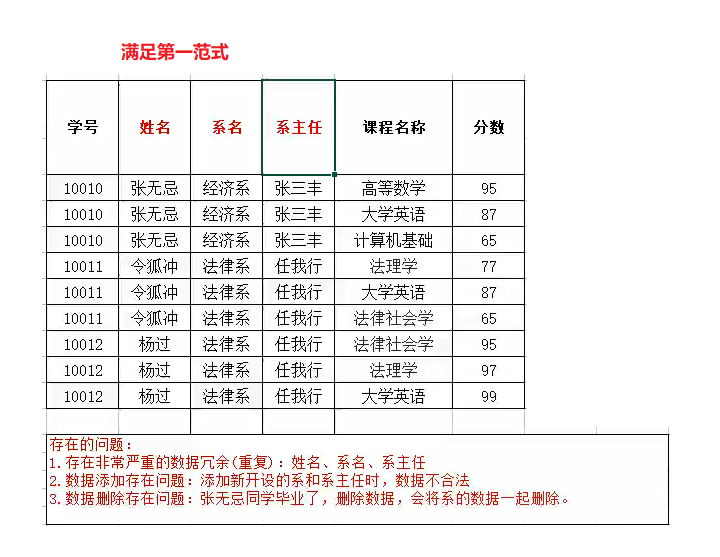 满足第一范式
学号 姓名 系名 系主任 课程名称 分数
10010 张无忌 经济系 张三丰 高等数学 95
10010 张无忌 经济系 张三丰 大学英语 87
10010 张无忌 经济系 张三丰 计算机基础 65
10011 令狐冲 法律系 任我行 法理学 77
10011 令狐冲 法律系 任我行 大学英语 87
10011 令狐冲 法律系 任我行 法律社会学 65
10012 杨过 法律系 任我行 法律社会学 95
10012 杨过 法律系 任我行 法理学 97
10012 杨过 法律系 任我行 大学英语 99
存在的问题：
1.存在非常严重的数据冗余(重复)：姓名、系名、系主任
2.数据添加存在问题：添加新开设的系和系主任时，数据不合法
3.数据删除存在问题：张无忌同学毕业了，删除数据，会将系的数据一起删除。